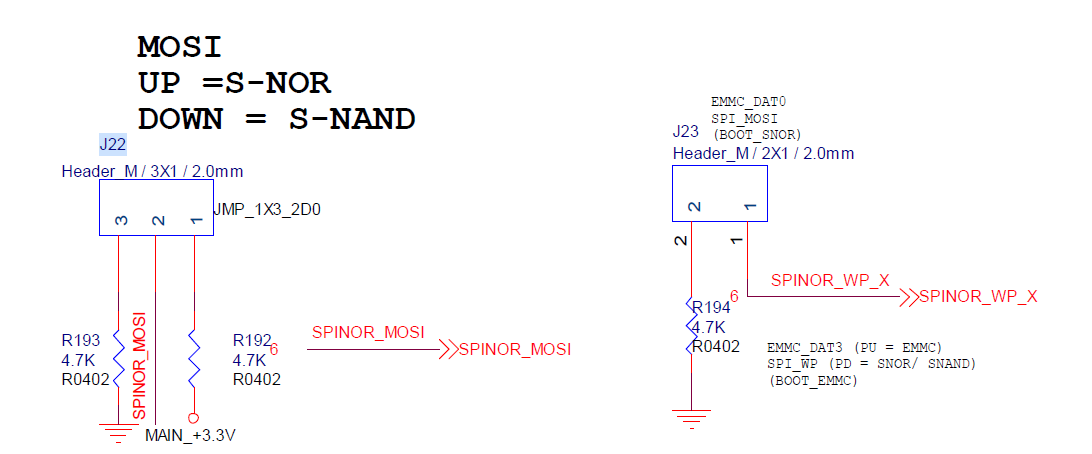 MOSI
UP =S-NOR
DOWN = S-NAND
J22
Header_M / 3X1 / 2.0mm
JMP_1X3_2D0
3 2 1
R193
4.7K
R0402
SPINOR_MOSI
R192
4.7K
R0402
MAIN_+3.3V
6
SPINOR_MOSI
SPINOR_MOSI
EMMC_DAT0
SPI_MOSI
(BOOT_SNOR)
J23
Header_M / 2X1 / 2.0mm
2 1
2 1
SPINOR_WP_X
6
SPINOR_WP_X
R194
4.7K
R0402
EMMC_DAT3 (PU = EMMC)
SPI_WP (PD = SNOR/ SNAND)
(BOOT_EMMC)